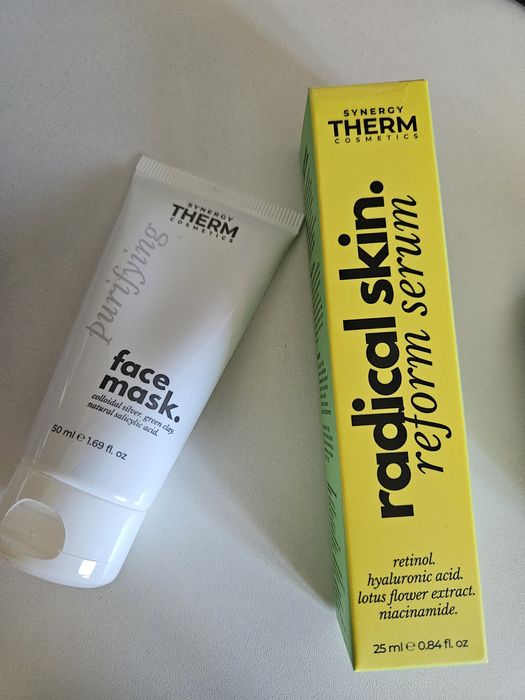 SYNERGY
THERM
COSMETICS
purifying
face
mask.
colloidal silver, green clay,
natural salicylic acid.
50 ml ℮ 1.69 fl. oz
SYNERGY
THERM
COSMETICS
radical skin.
reform serum
retinol.
hyaluronic acid.
lotus flower extract.
niacinamide.
25 ml ℮ 0.84 fl. oz